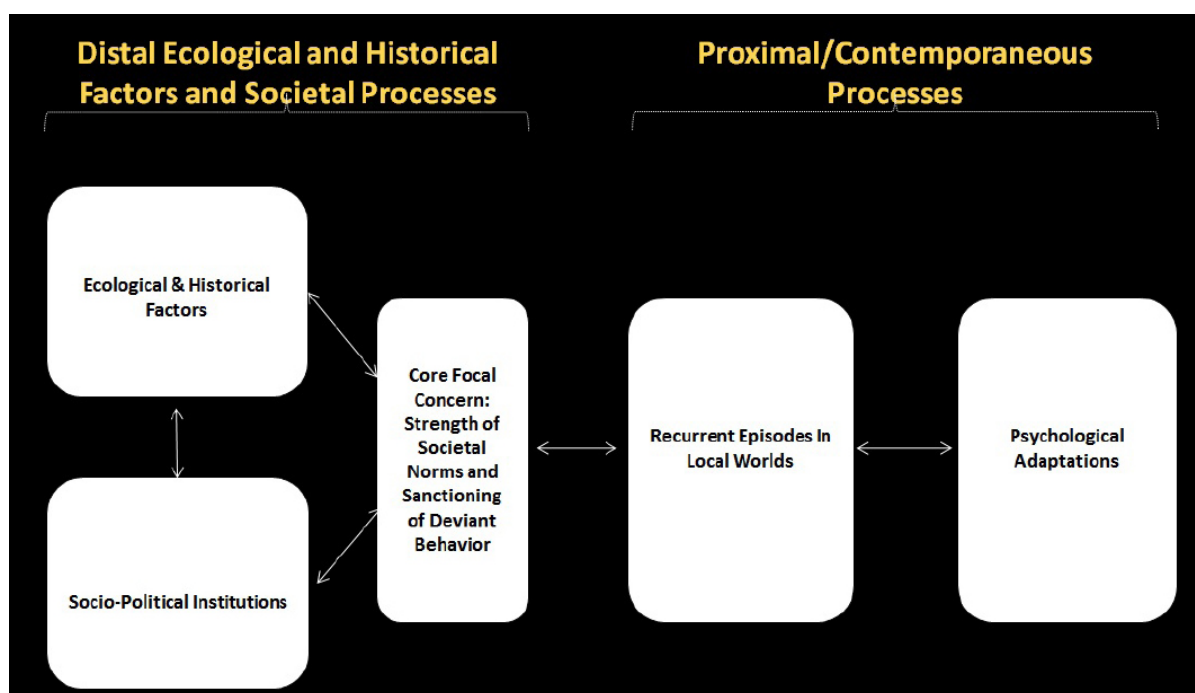 Distal Ecological and Historical
Factors and Societal Processes
Proximal/Contemporaneous
Processes
Ecological & Historical
Factors
Socio-Political Institutions
Core Focal
Concern:
Strength of
Societal
Norms and
Sanctioning
of Deviant
Behavior
Recurrent Episodes In
Local Worlds
Psychological
Adaptations